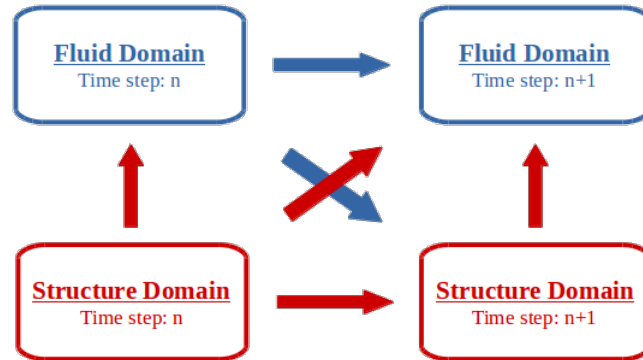 Fluid Domain
Time step: n
Fluid Domain
Time step: n+1
Structure Domain
Time step: n
Structure Domain
Time step: n+1